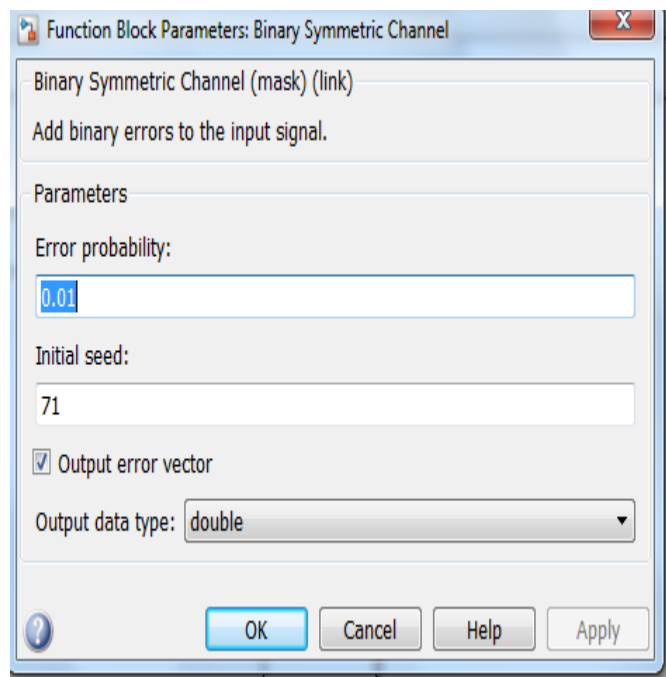 Function Block Parameters: Binary Symmetric Channel
Binary Symmetric Channel (mask) (link)
Add binary errors to the input signal.
Parameters
Error probability:
0.01
Initial seed:
71
Output error vector
Output data type: double
OK Cancel Help Apply